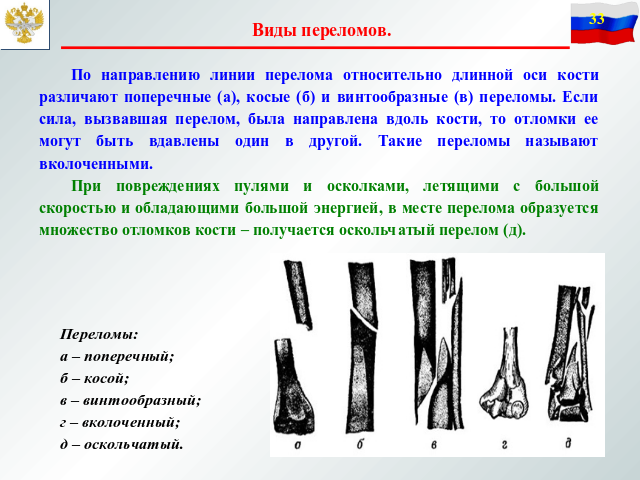 33
Виды переломов.
По направлению линии перелома относительно длинной оси кости
различают поперечные (а), косые (б) и винтообразные (в) переломы. Если
сила, вызвавшая перелом, была направлена вдоль кости, то отломки ее
могут быть вдавлены один в другой. Такие переломы называют
вколоченными.
При повреждениях пулями и осколками, летящими с большой
скоростью и обладающими большой энергией, в месте перелома образуется
множество отломков кости – получается оскольчатый перелом (д).
Переломы:
а – поперечный;
б – косой;
в – винтообразный;
г – вколоченный;
д – оскольчатый.
а б в г д